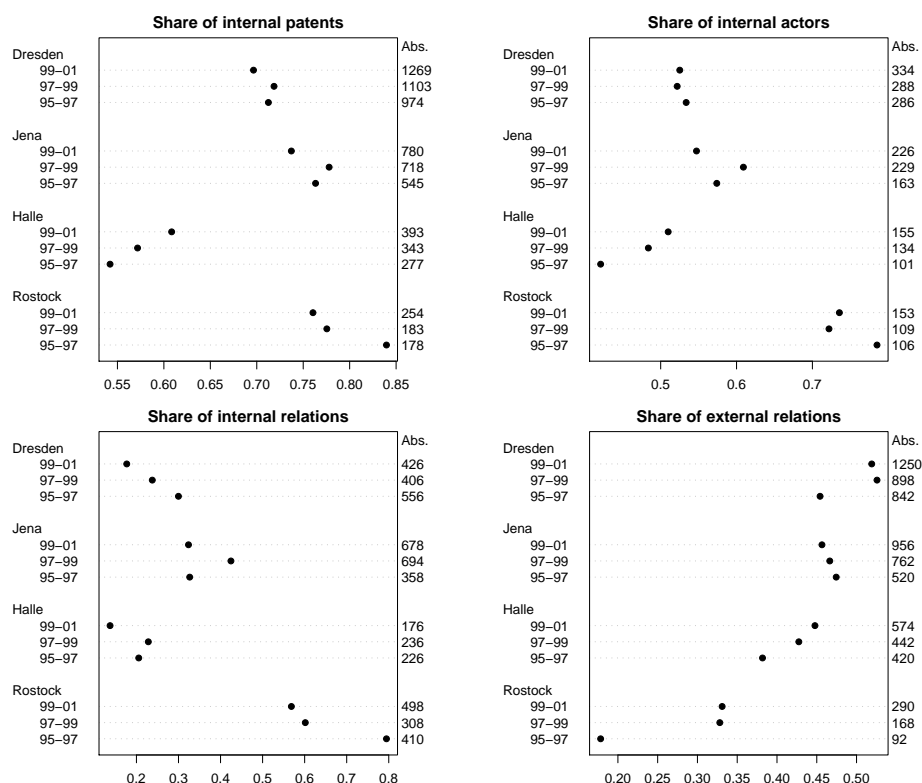 Share of internal patents
Abs.
Dresden
99−01 1269
97−99 1103
95−97 974
Jena
99−01 780
97−99 718
95−97 545
Halle
99−01 393
97−99 343
95−97 277
Rostock
99−01 254
97−99 183
95−97 178
0.55 0.60 0.65 0.70 0.75 0.80 0.85
Share of internal actors
Abs.
Dresden
99−01 334
97−99 288
95−97 286
Jena
99−01 226
97−99 229
95−97 163
Halle
99−01 155
97−99 134
95−97 101
Rostock
99−01 153
97−99 109
95−97 106
0.5 0.6 0.7
Share of internal relations
Abs.
Dresden
99−01 426
97−99 406
95−97 556
Jena
99−01 678
97−99 694
95−97 358
Halle
99−01 176
97−99 236
95−97 226
Rostock
99−01 498
97−99 308
95−97 410
0.2 0.3 0.4 0.5 0.6 0.7 0.8
Share of external relations
Abs.
Dresden
99−01 1250
97−99 898
95−97 842
Jena
99−01 956
97−99 762
95−97 520
Halle
99−01 574
97−99 442
95−97 420
Rostock
99−01 290
97−99 168
95−97 92
0.20 0.25 0.30 0.35 0.40 0.45 0.50